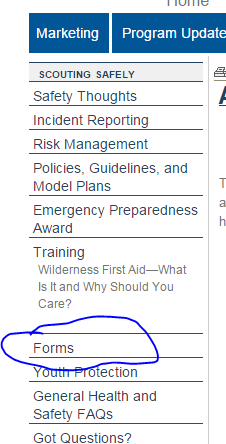 Home
Marketing
Program Update
SCOUTING SAFELY
Safety Thoughts
Incident Reporting
Risk Management
Policies, Guidelines, and
Model Plans
Emergency Preparedness
Award
Training
Wilderness First Aid—What
Is It and Why Should You
Care?
Forms
Youth Protection
General Health and
Safety FAQs
Got Questions?